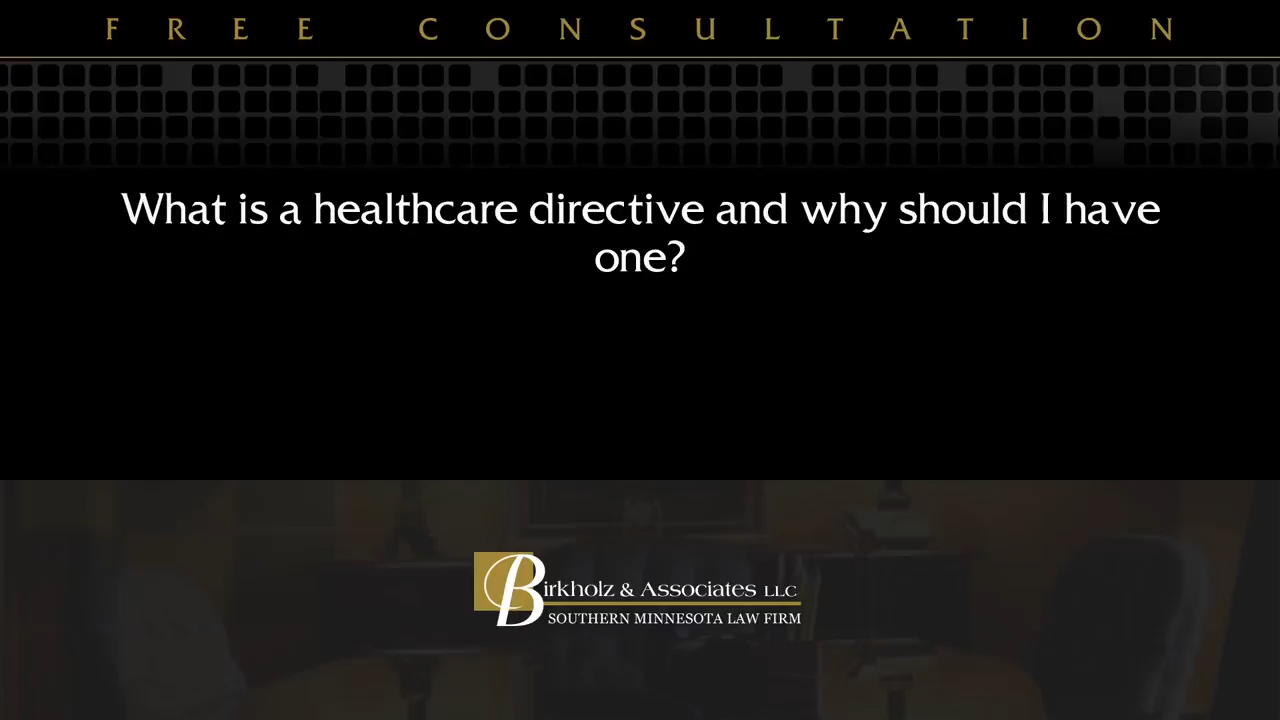 FREE CONSULTATION
What is a healthcare directive and why should I have
one?
Birkholz & Associates LLC
SOUTHERN MINNESOTA LAW FIRM